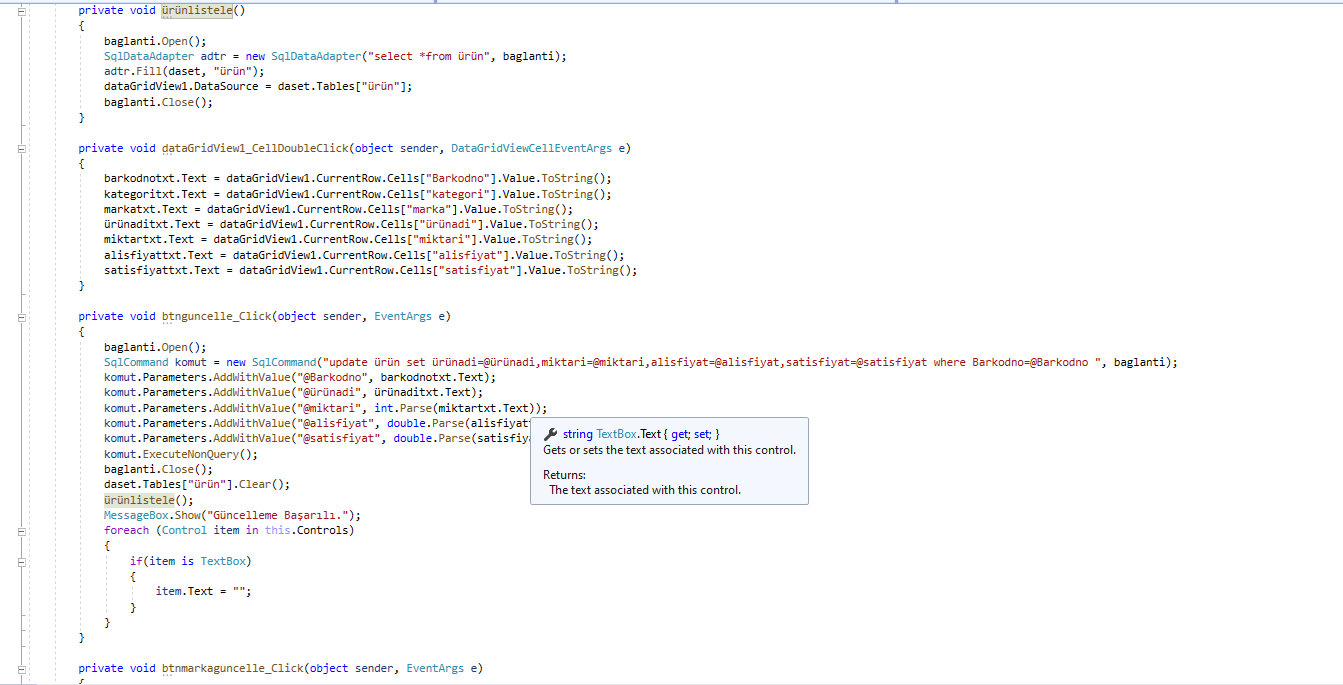 private void ürünlistele()
{
baglanti.Open();
SqlDataAdapter adtr = new SqlDataAdapter("select *from ürün", baglanti);
adtr.Fill(daset, "ürün");
dataGridView1.DataSource = daset.Tables["ürün"];
baglanti.Close();
}
private void dataGridView1_CellDoubleClick(object sender, DataGridViewCellEventArgs e)
{
barkodnotxt.Text = dataGridView1.CurrentRow.Cells["Barkodno"].Value.ToString();
kategoritxt.Text = dataGridView1.CurrentRow.Cells["kategori"].Value.ToString();
markatxt.Text = dataGridView1.CurrentRow.Cells["marka"].Value.ToString();
ürünaditxt.Text = dataGridView1.CurrentRow.Cells["ürünadi"].Value.ToString();
miktartxt.Text = dataGridView1.CurrentRow.Cells["miktari"].Value.ToString();
alisfiyattxt.Text = dataGridView1.CurrentRow.Cells["alisfiyat"].Value.ToString();
satisfiyattxt.Text = dataGridView1.CurrentRow.Cells["satisfiyat"].Value.ToString();
}
private void btnguncelle_Click(object sender, EventArgs e)
{
baglanti.Open();
SqlCommand komut = new SqlCommand("update ürün set ürünadi=@ürünadi,miktari=@miktari,alisfiyat=@alisfiyat,satisfiyat=@satisfiyat where Barkodno=@Barkodno ", baglanti);
komut.Parameters.AddWithValue("@Barkodno", barkodnotxt.Text);
komut.Parameters.AddWithValue("@ürünadi", ürünaditxt.Text);
komut.Parameters.AddWithValue("@miktari", int.Parse(miktartxt.Text));
komut.Parameters.AddWithValue("@alisfiyat", double.Parse(alisfiyatt
komut.Parameters.AddWithValue("@satisfiyat", double.Parse(satisfiya
string TextBox.Text { get; set; }
Gets or sets the text associated with this control.
Returns:
The text associated with this control.
komut.ExecuteNonQuery();
baglanti.Close();
daset.Tables["ürün"].Clear();
ürünlistele();
MessageBox.Show("Güncelleme Başarılı.");
foreach (Control item in this.Controls)
{
if(item is TextBox)
{
item.Text = "";
}
}
}
private void btnmarkaguncelle_Click(object sender, EventArgs e)
{